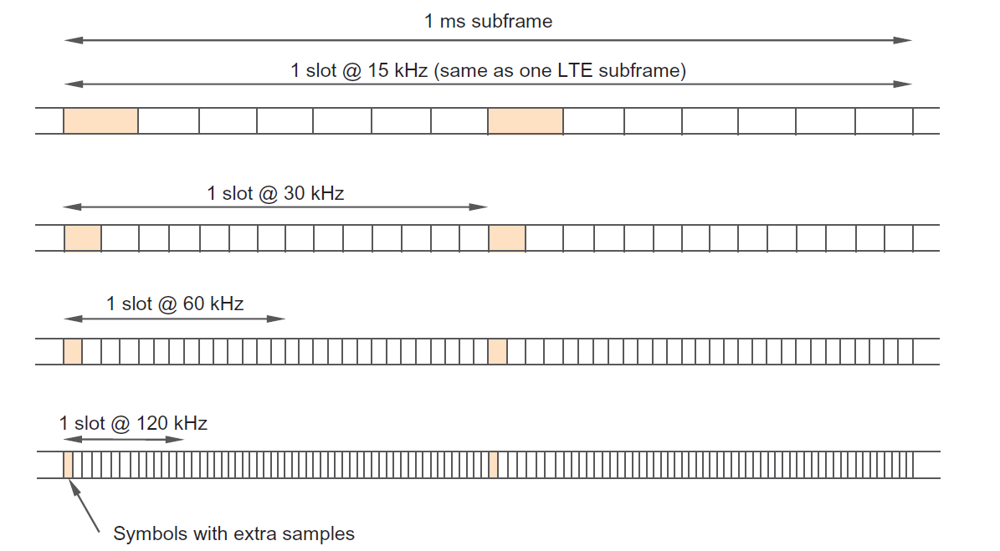 1 ms subframe
1 slot @ 15 kHz (same as one LTE subframe)
1 slot @ 30 kHz
1 slot @ 60 kHz
1 slot @ 120 kHz
Symbols with extra samples